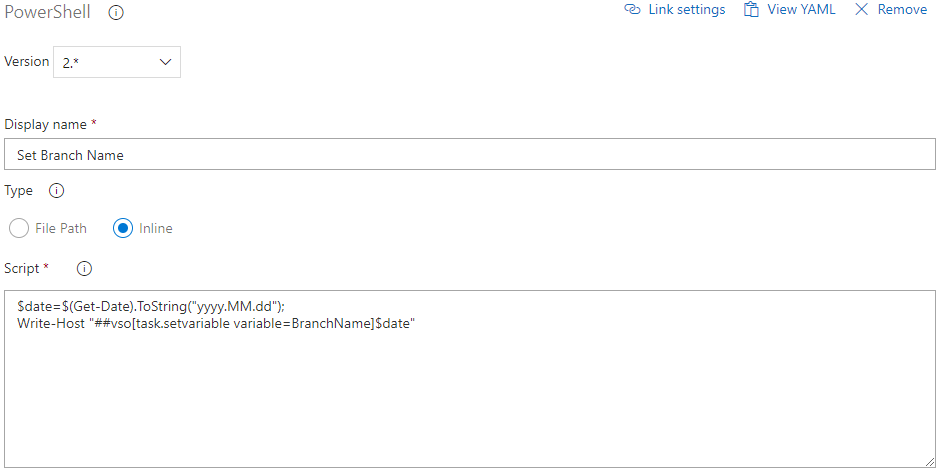 PowerShell Link settings View YAML Remove
Version 2.*
Display name *
Set Branch Name
Type
File Path Inline
Script *
$date=$(Get-Date).ToString("yyyy.MM.dd");
Write-Host "##vso[task.setvariable variable=BranchName]$date"